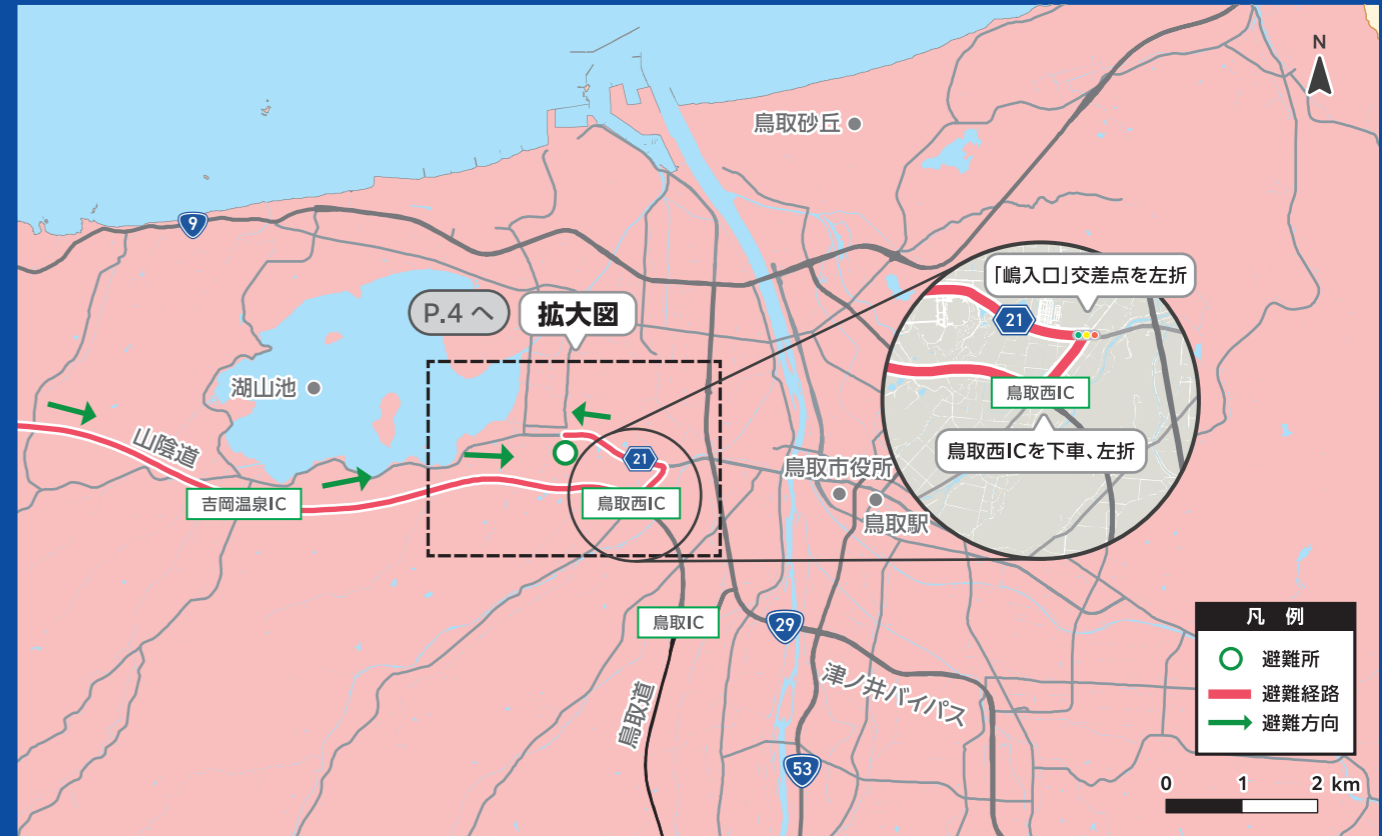 N
鳥取砂丘
9
「嶋入口」交差点を左折
P.4 へ
拡大図
21
湖山池
鳥取西IC
山陰道
鳥取西ICを下車、左折
21
鳥取市役所
吉岡温泉IC
鳥取西IC
鳥取駅
鳥取IC
29
凡 例
避難所
避難経路
避難方向
津ノ井バイパス
鳥取道
53
0 1 2 km